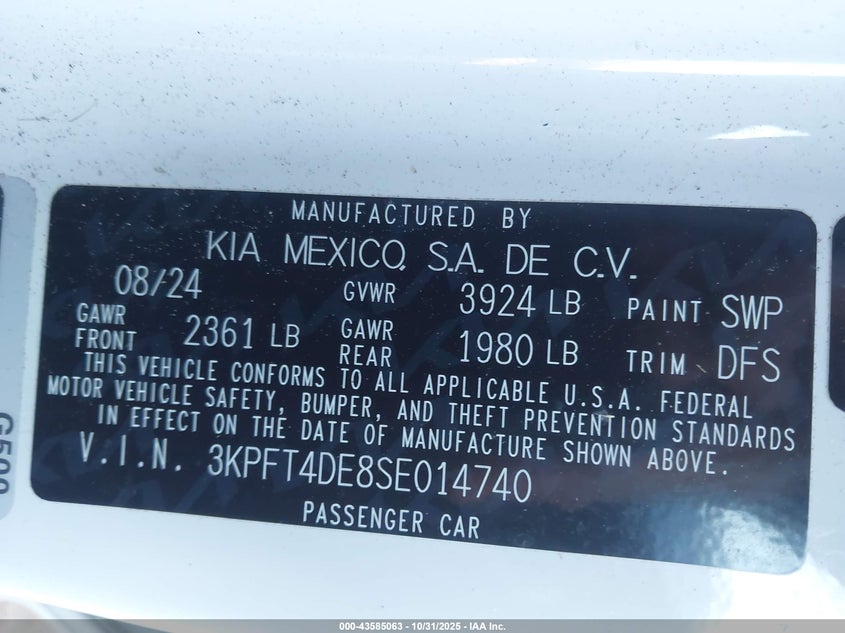 MANUFACTURED BY
KIA MEXICO, S.A. DE C.V.
08/24 GVWR 3924 LB PAINT SWP
GAWR FRONT 2361 LB GAWR REAR 1980 LB TRIM DFS
THIS VEHICLE CONFORMS TO ALL APPLICABLE U.S.A. FEDERAL
MOTOR VEHICLE SAFETY, BUMPER, AND THEFT PREVENTION STANDARDS
IN EFFECT ON THE DATE OF MANUFACTURE SHOWN ABOVE.
V.I.N. 3KPFT4DE8SE014740
PASSENGER CAR
000-43585063 | 10/31/2025 - IAA Inc.